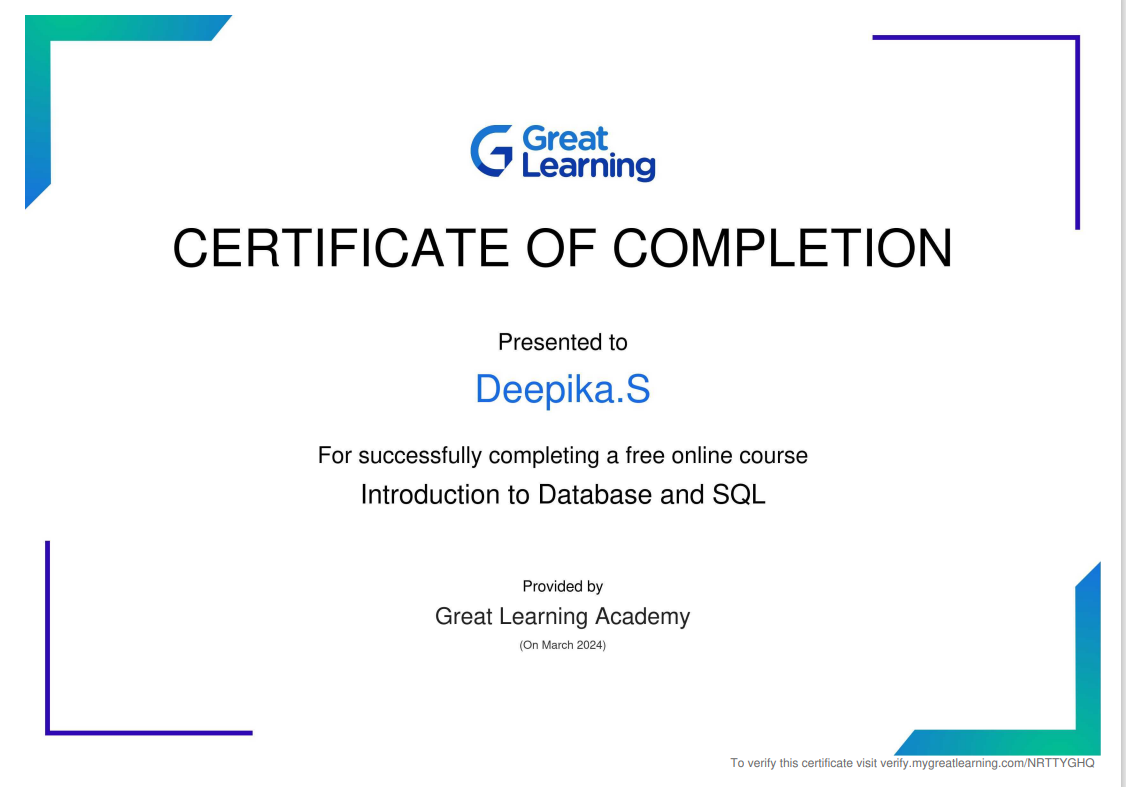 Great
Learning
CERTIFICATE OF COMPLETION
Presented to
Deepika.S
For successfully completing a free online course
Introduction to Database and SQL
Provided by
Great Learning Academy
(On March 2024)
To verify this certificate visit verify.mygreatlearning.com/NRTTYGHQ